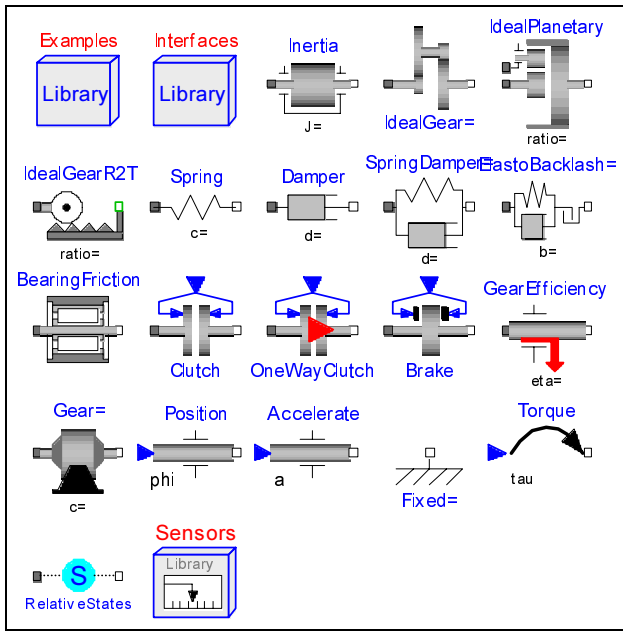 Examples
Interfaces
Inertia
IdealPlanetary
Library
Library
J=
IdealGear=
ratio=
IdealGearR2T
Spring
Damper
SpringDamper=
ElastoBacklash=
ratio=
c=
d=
d=
b=
BearingFriction
GearEfficiency
Clutch
OneWayClutch
Brake
eta=
Gear=
Position
Accelerate
Torque
phi
a
tau
c=
Fixed=
Sensors
Library
S
RelativeStates